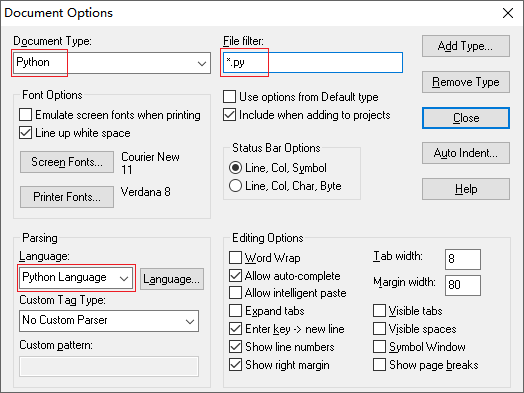 Document Options
Document Type:
Python
File filter:
*.py
Add Type...
Remove Type
Close
Auto Indent...
Help
Font Options
Emulate screen fonts when printing
Line up white space
Screen Fonts...
Courier New
11
Printer Fonts...
Verdana 8
Use options from Default type
Include when adding to projects
Status Bar Options
Line, Col, Symbol
Line, Col, Char, Byte
Parsing
Language:
Python Language
Language...
Custom Tag Type:
No Custom Parser
Custom pattern:
Editing Options
Word Wrap
Allow auto-complete
Allow intelligent paste
Expand tabs
Enter key -> new line
Show line numbers
Show right margin
Tab width:
8
Margin width:
80
Visible tabs
Visible spaces
Symbol Window
Show page breaks